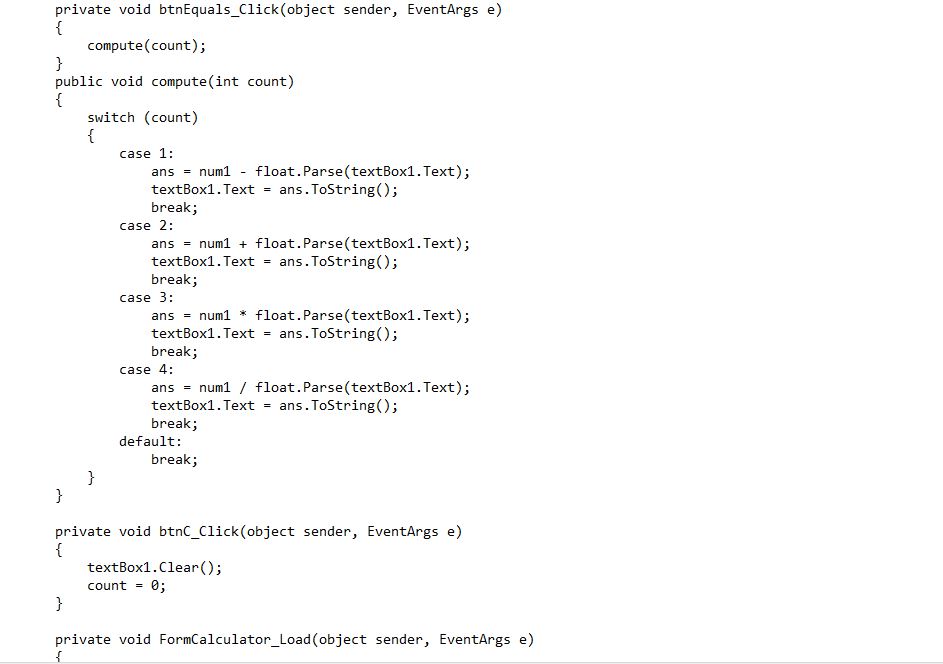 private void btnEquals_Click(object sender, EventArgs e)
{
compute(count);
}
public void compute(int count)
{
switch (count)
{
case 1:
ans = num1 - float.Parse(textBox1.Text);
textBox1.Text = ans.ToString();
break;
case 2:
ans = num1 + float.Parse(textBox1.Text);
textBox1.Text = ans.ToString();
break;
case 3:
ans = num1 * float.Parse(textBox1.Text);
textBox1.Text = ans.ToString();
break;
case 4:
ans = num1 / float.Parse(textBox1.Text);
textBox1.Text = ans.ToString();
break;
default:
break;
}
}
private void btnC_Click(object sender, EventArgs e)
{
textBox1.Clear();
count = 0;
}
private void FormCalculator_Load(object sender, EventArgs e)
{